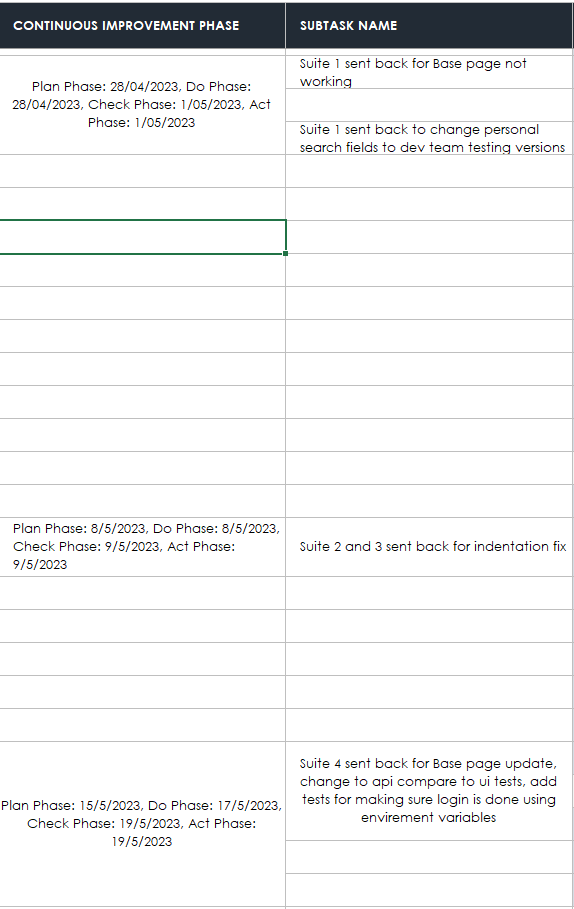 CONTINUOUS IMPROVEMENT PHASE
SUBTASK NAME
Plan Phase: 28/04/2023, Do Phase:
28/04/2023, Check Phase: 1/05/2023, Act
Phase: 1/05/2023
Suite 1 sent back for Base page not
working
Suite 1 sent back to change personal
search fields to dev team testing versions
Plan Phase: 8/5/2023, Do Phase: 8/5/2023,
Check Phase: 9/5/2023, Act Phase:
9/5/2023
Suite 2 and 3 sent back for indentation fix
Plan Phase: 15/5/2023, Do Phase: 17/5/2023,
Check Phase: 19/5/2023, Act Phase:
19/5/2023
Suite 4 sent back for Base page update,
change to api compare to ui tests, add
tests for making sure login is done using
envirement variables